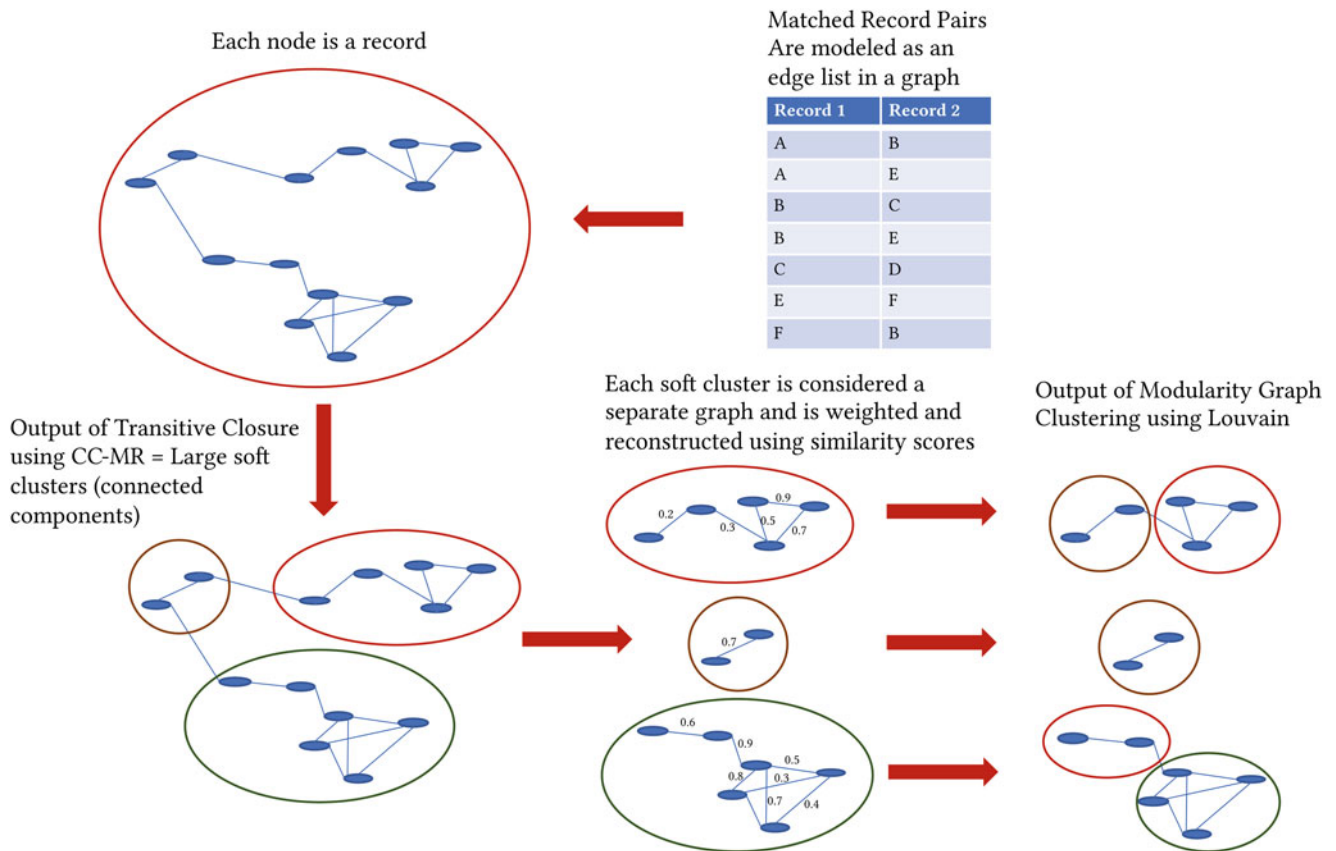 Each node is a record
Matched Record Pairs
Are modeled as an
edge list in a graph
Record 1 Record 2
A B
A E
B C
B E
C D
E F
F B
Output of Transitive Closure
using CC-MR = Large soft
clusters (connected
components)
Each soft cluster is considered a
separate graph and is weighted and
reconstructed using similarity scores
Output of Modularity Graph
Clustering using Louvain
0.9
0.2
0.5
0.3
0.7
0.7
0.6
0.9
0.5
0.8
0.3
0.7
0.4